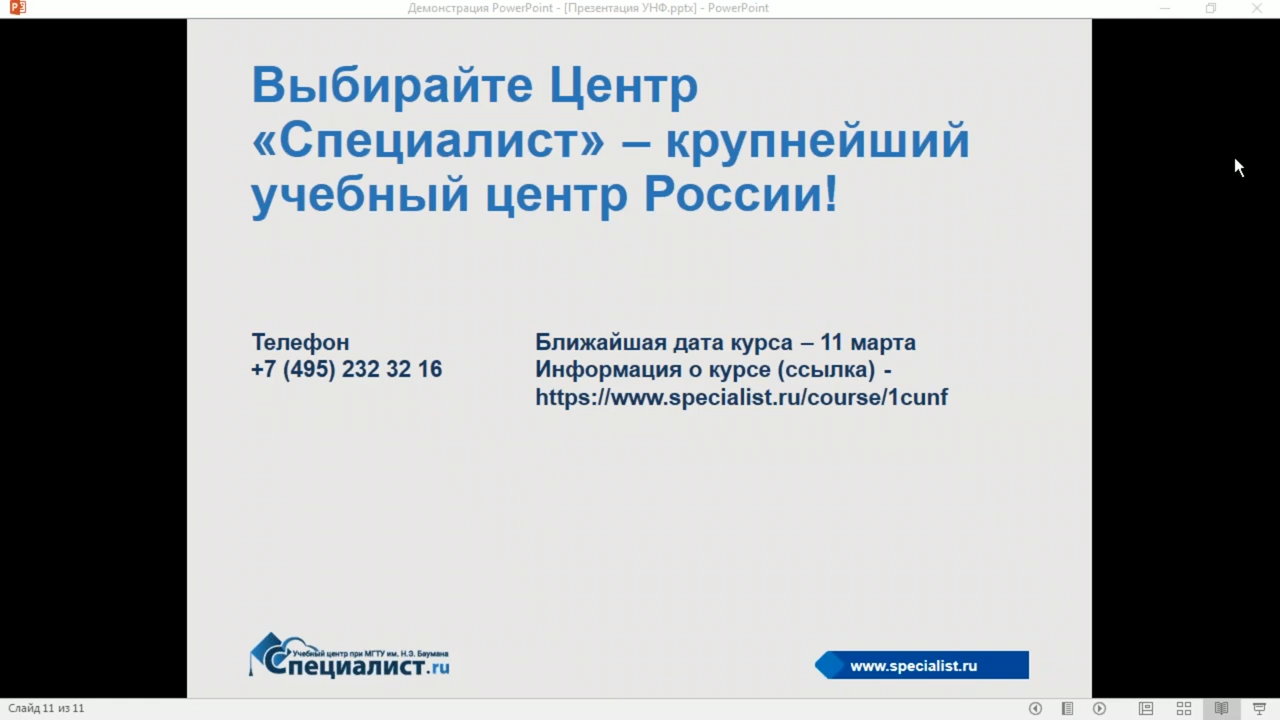 Демонстрация PowerPoint - [Презентация УНФ.pptx] - PowerPoint
Выбирайте Центр
«Специалист» – крупнейший
учебный центр России!
Телефон
+7 (495) 232 32 16
Ближайшая дата курса – 11 марта
Информация о курсе (ссылка) -
https://www.specialist.ru/course/1cunf
Учебный центр при МГТУ им. Н.Э. Баумана
Специалист.ru
www.specialist.ru
Слайд 11 из 11